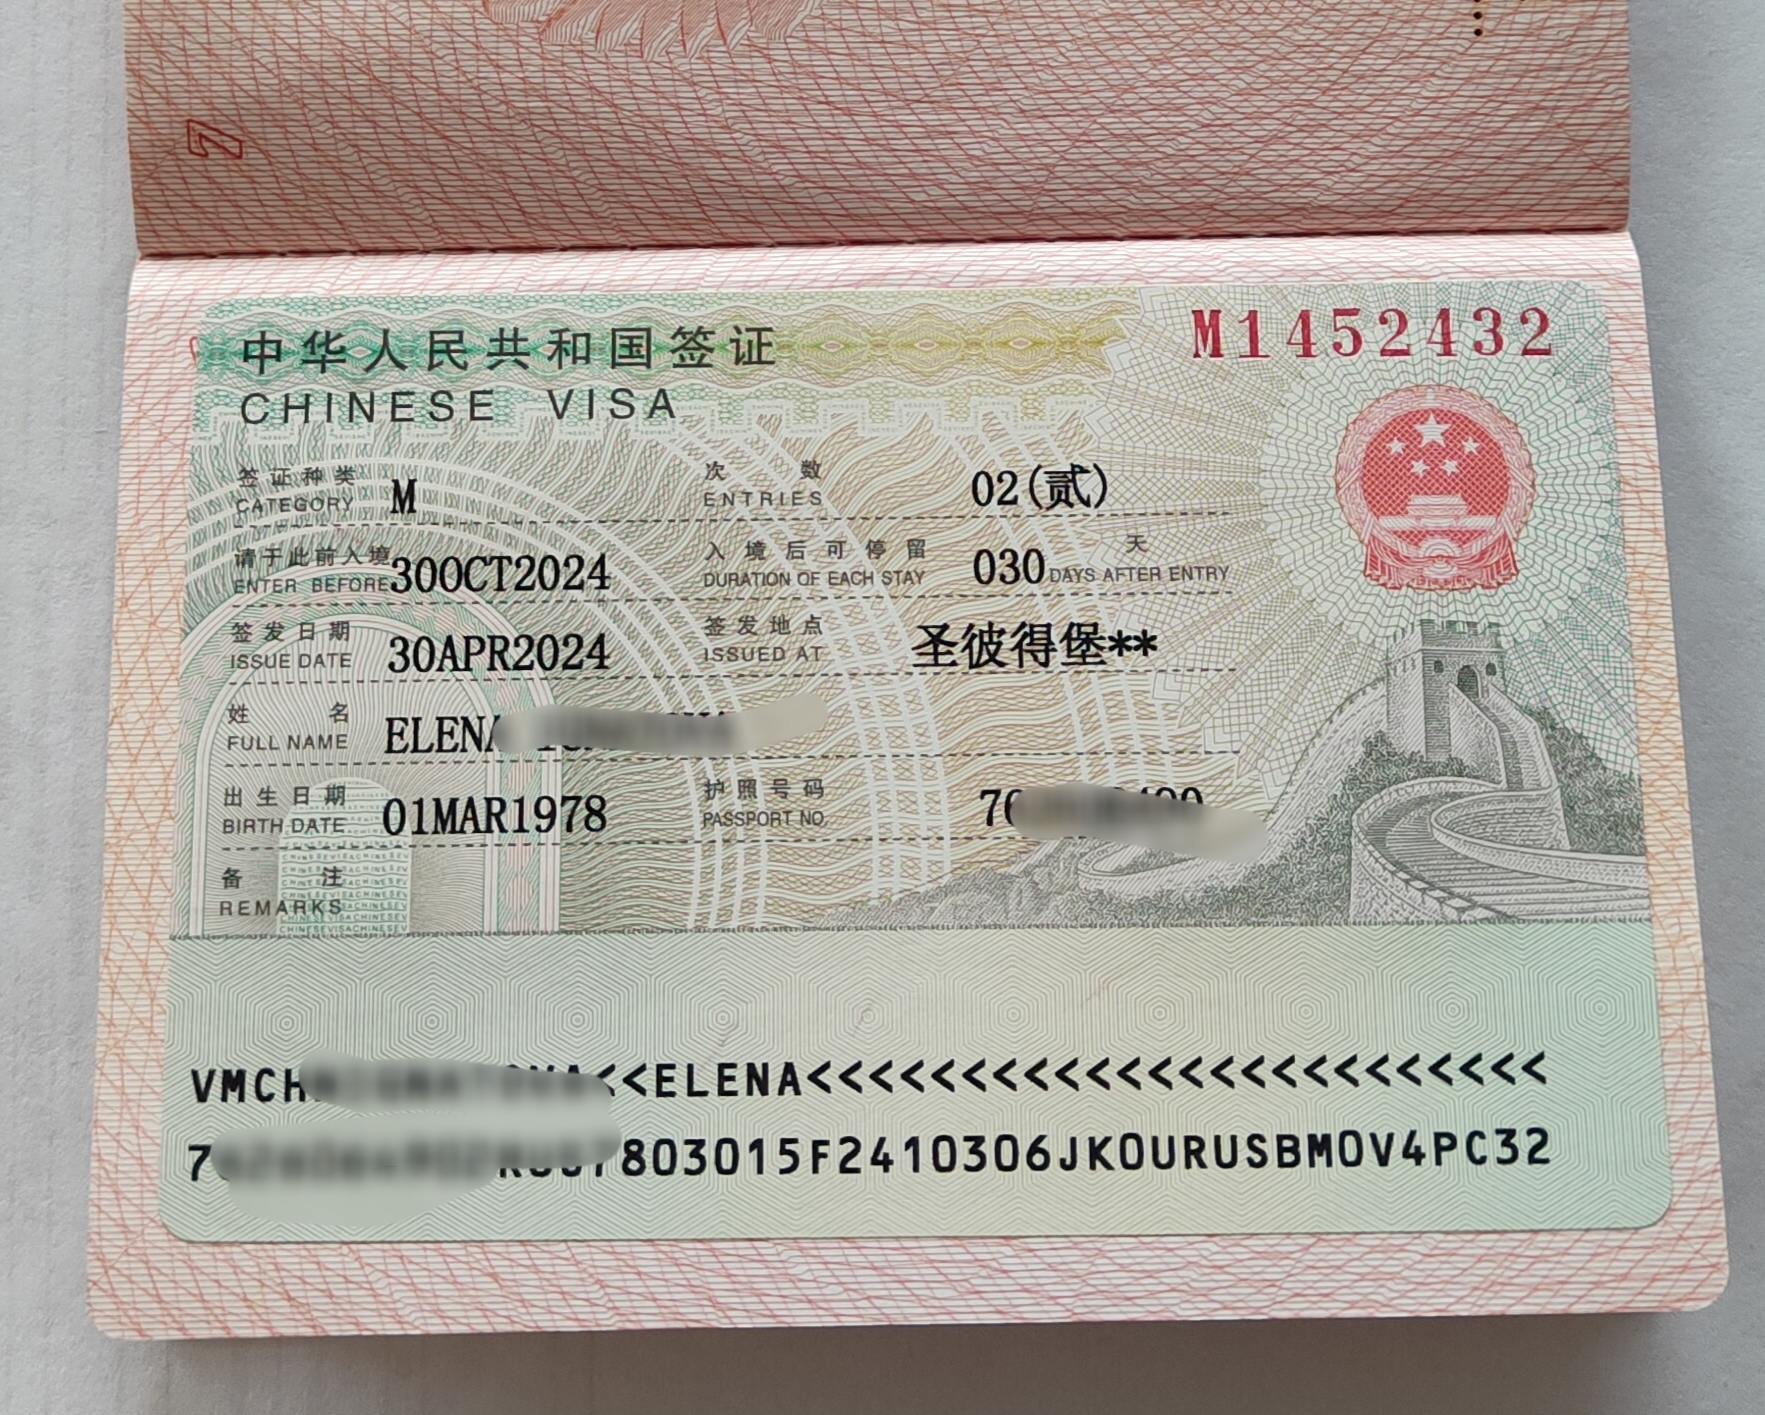 7
中华人民共和国签证
M1452432
CHINESE VISA
签证种类 M 次数 02(贰)
CATEGORY ENTRIES
请于此前入境 30OCT2024 入境后可停留 030 天
ENTER BEFORE DURATION OF EACH STAY DAYS AFTER ENTRY
签发日期 30APR2024 签发地点 圣彼得堡**
ISSUE DATE ISSUED AT
姓名 ELENA
FULL NAME
出生日期 01MAR1978 护照号码
BIRTH DATE PASSPORT NO.
备注
REMARKS
VMCH <<ELENA<<<<<<<<<<<<<<<<<<<<<<<<
7 803015F2410306JKOURUSBMOV4PC32